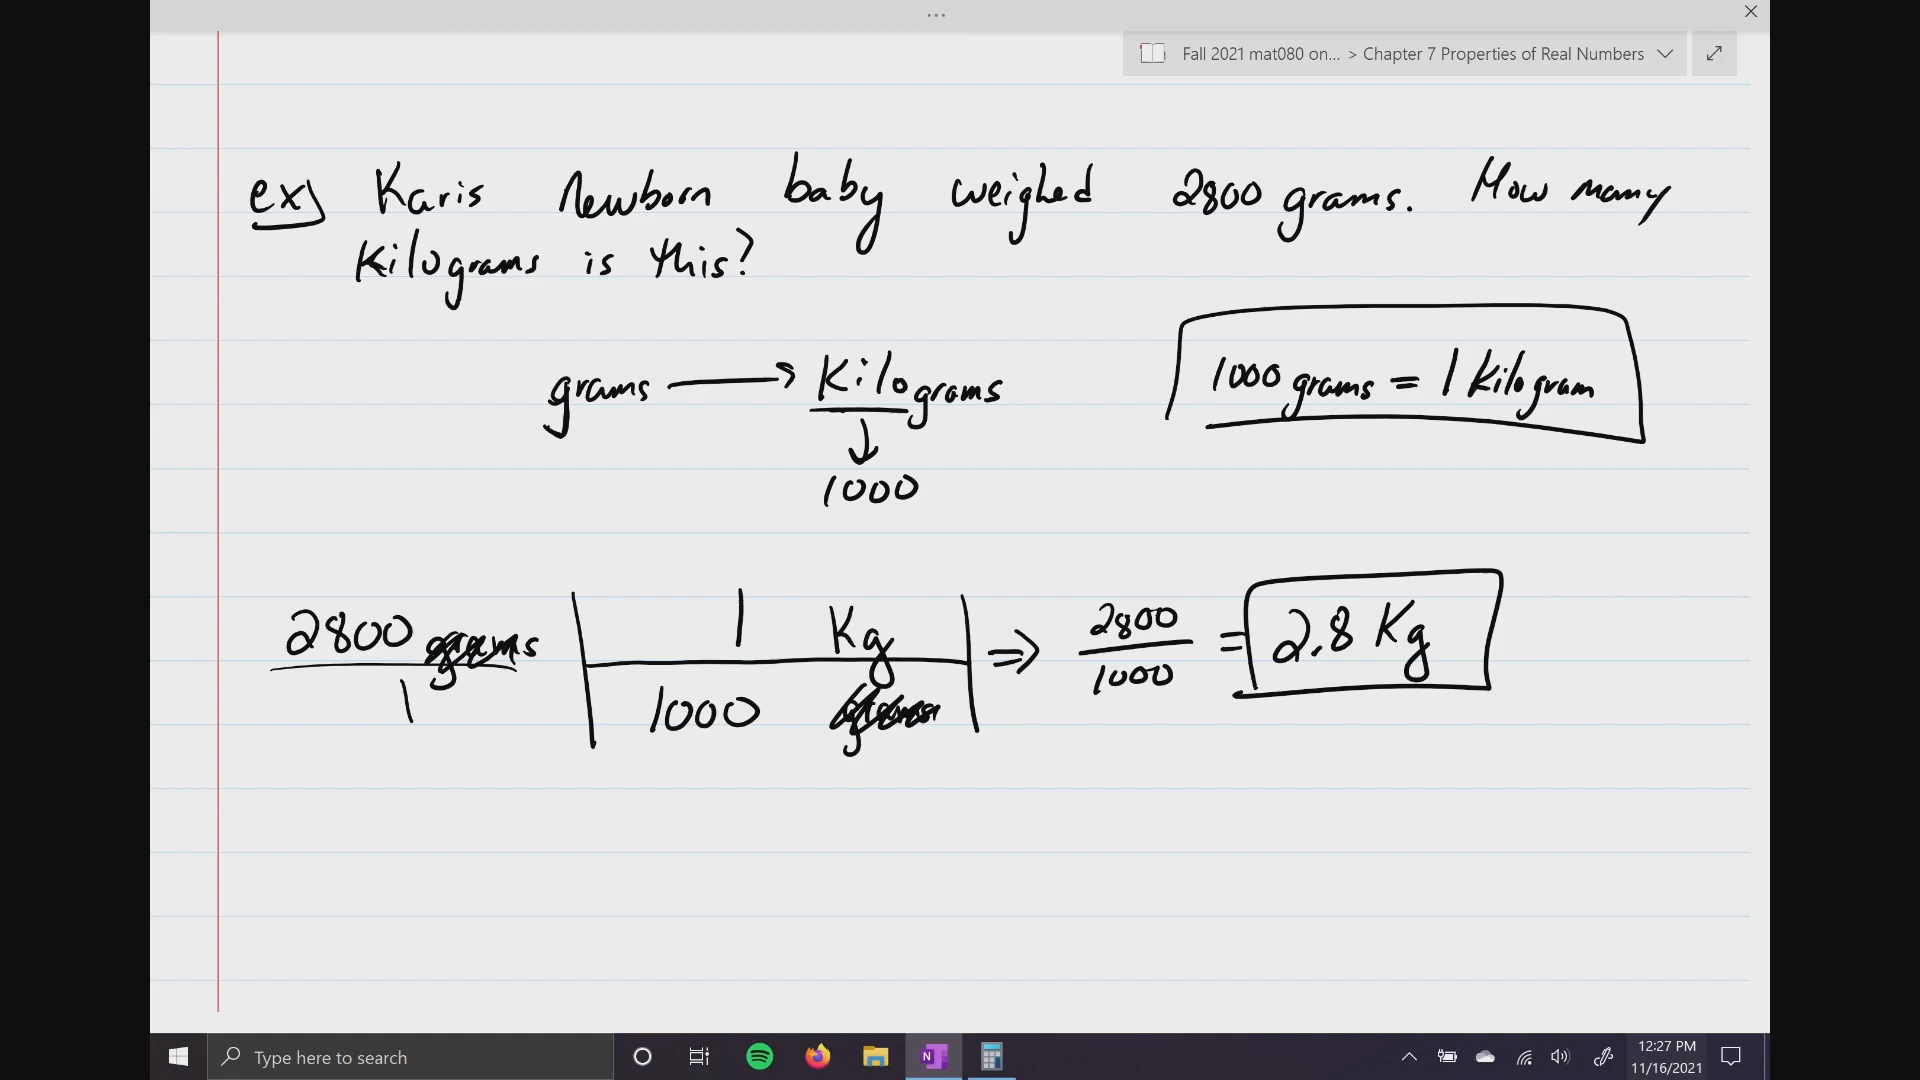 ...
Fall 2021 mat080 on... > Chapter 7 Properties of Real Numbers
ex) Karis Newborn baby weighed 2800 grams. How many
Kilograms is this?
grams → Kilograms
1000 grams = 1 Kilogram
↓
1000
2800 grams | 1 Kg | ⇒ 2800 = 2.8 Kg
1 | 1000 grams | 1000
Type here to search
12:27 PM
11/16/2021